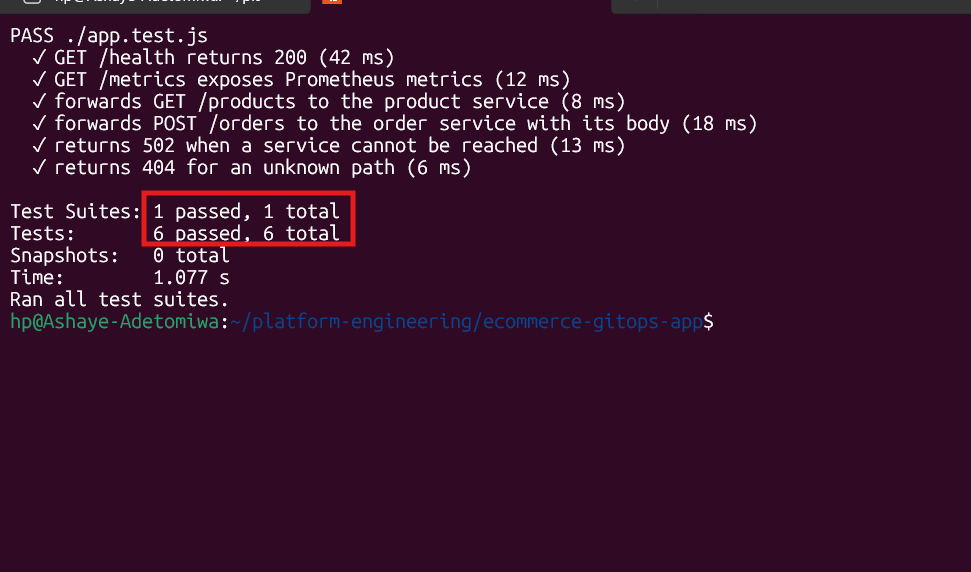 PASS ./app.test.js
✓ GET /health returns 200 (42 ms)
✓ GET /metrics exposes Prometheus metrics (12 ms)
✓ forwards GET /products to the product service (8 ms)
✓ forwards POST /orders to the order service with its body (18 ms)
✓ returns 502 when a service cannot be reached (13 ms)
✓ returns 404 for an unknown path (6 ms)
Test Suites: 1 passed, 1 total
Tests: 6 passed, 6 total
Snapshots: 0 total
Time: 1.077 s
Ran all test suites.
hp@Ashaye-Adetomiwa:~/platform-engineering/ecommerce-gitops-app$